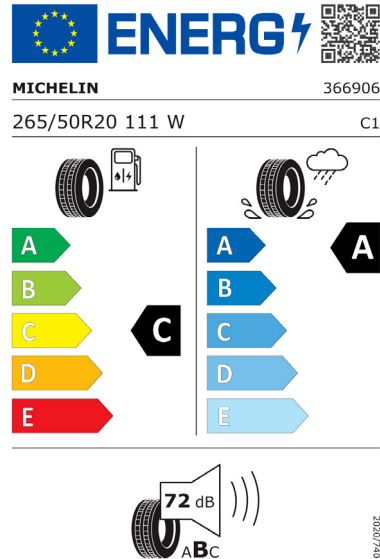 ENERG
MICHELIN 366906
265/50R20 111 W C1
A A A
B B
C C C
D D
E E
72 dB
ABC
2020/740